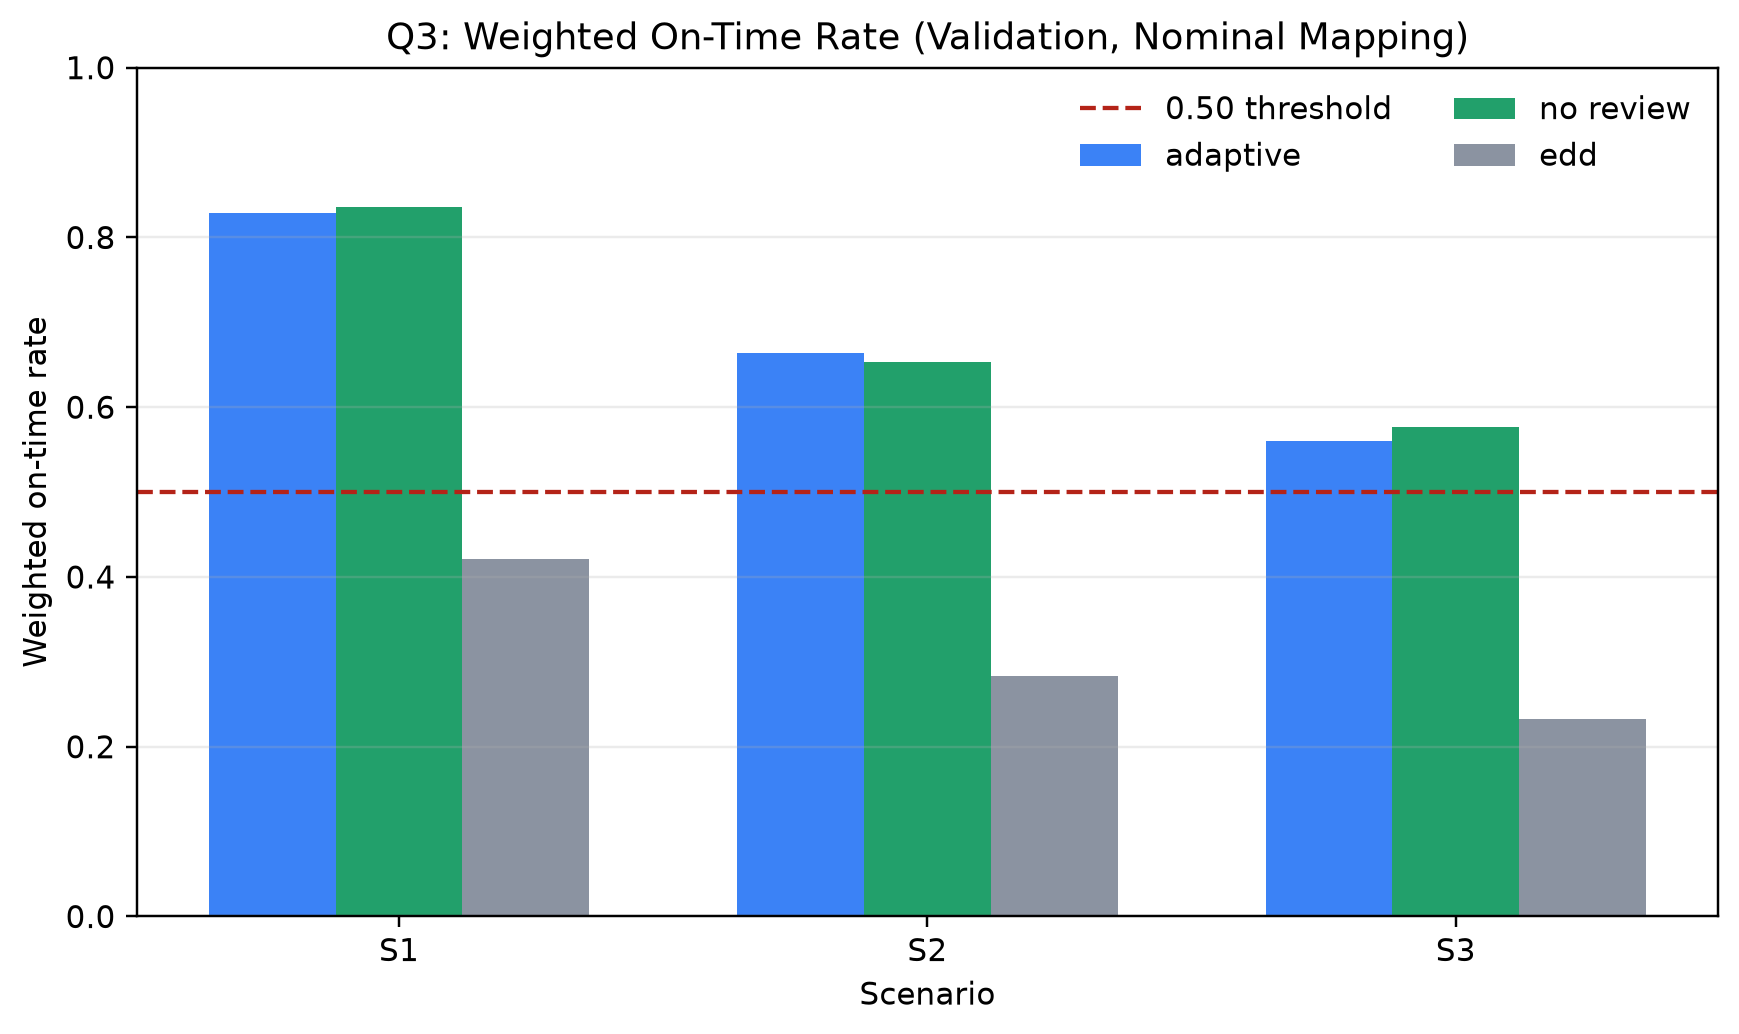 Q3: Weighted On-Time Rate (Validation, Nominal Mapping)
0.50 threshold
adaptive
no review
edd
Weighted on-time rate
1.0
0.8
0.6
0.4
0.2
0.0
S1
S2
S3
Scenario